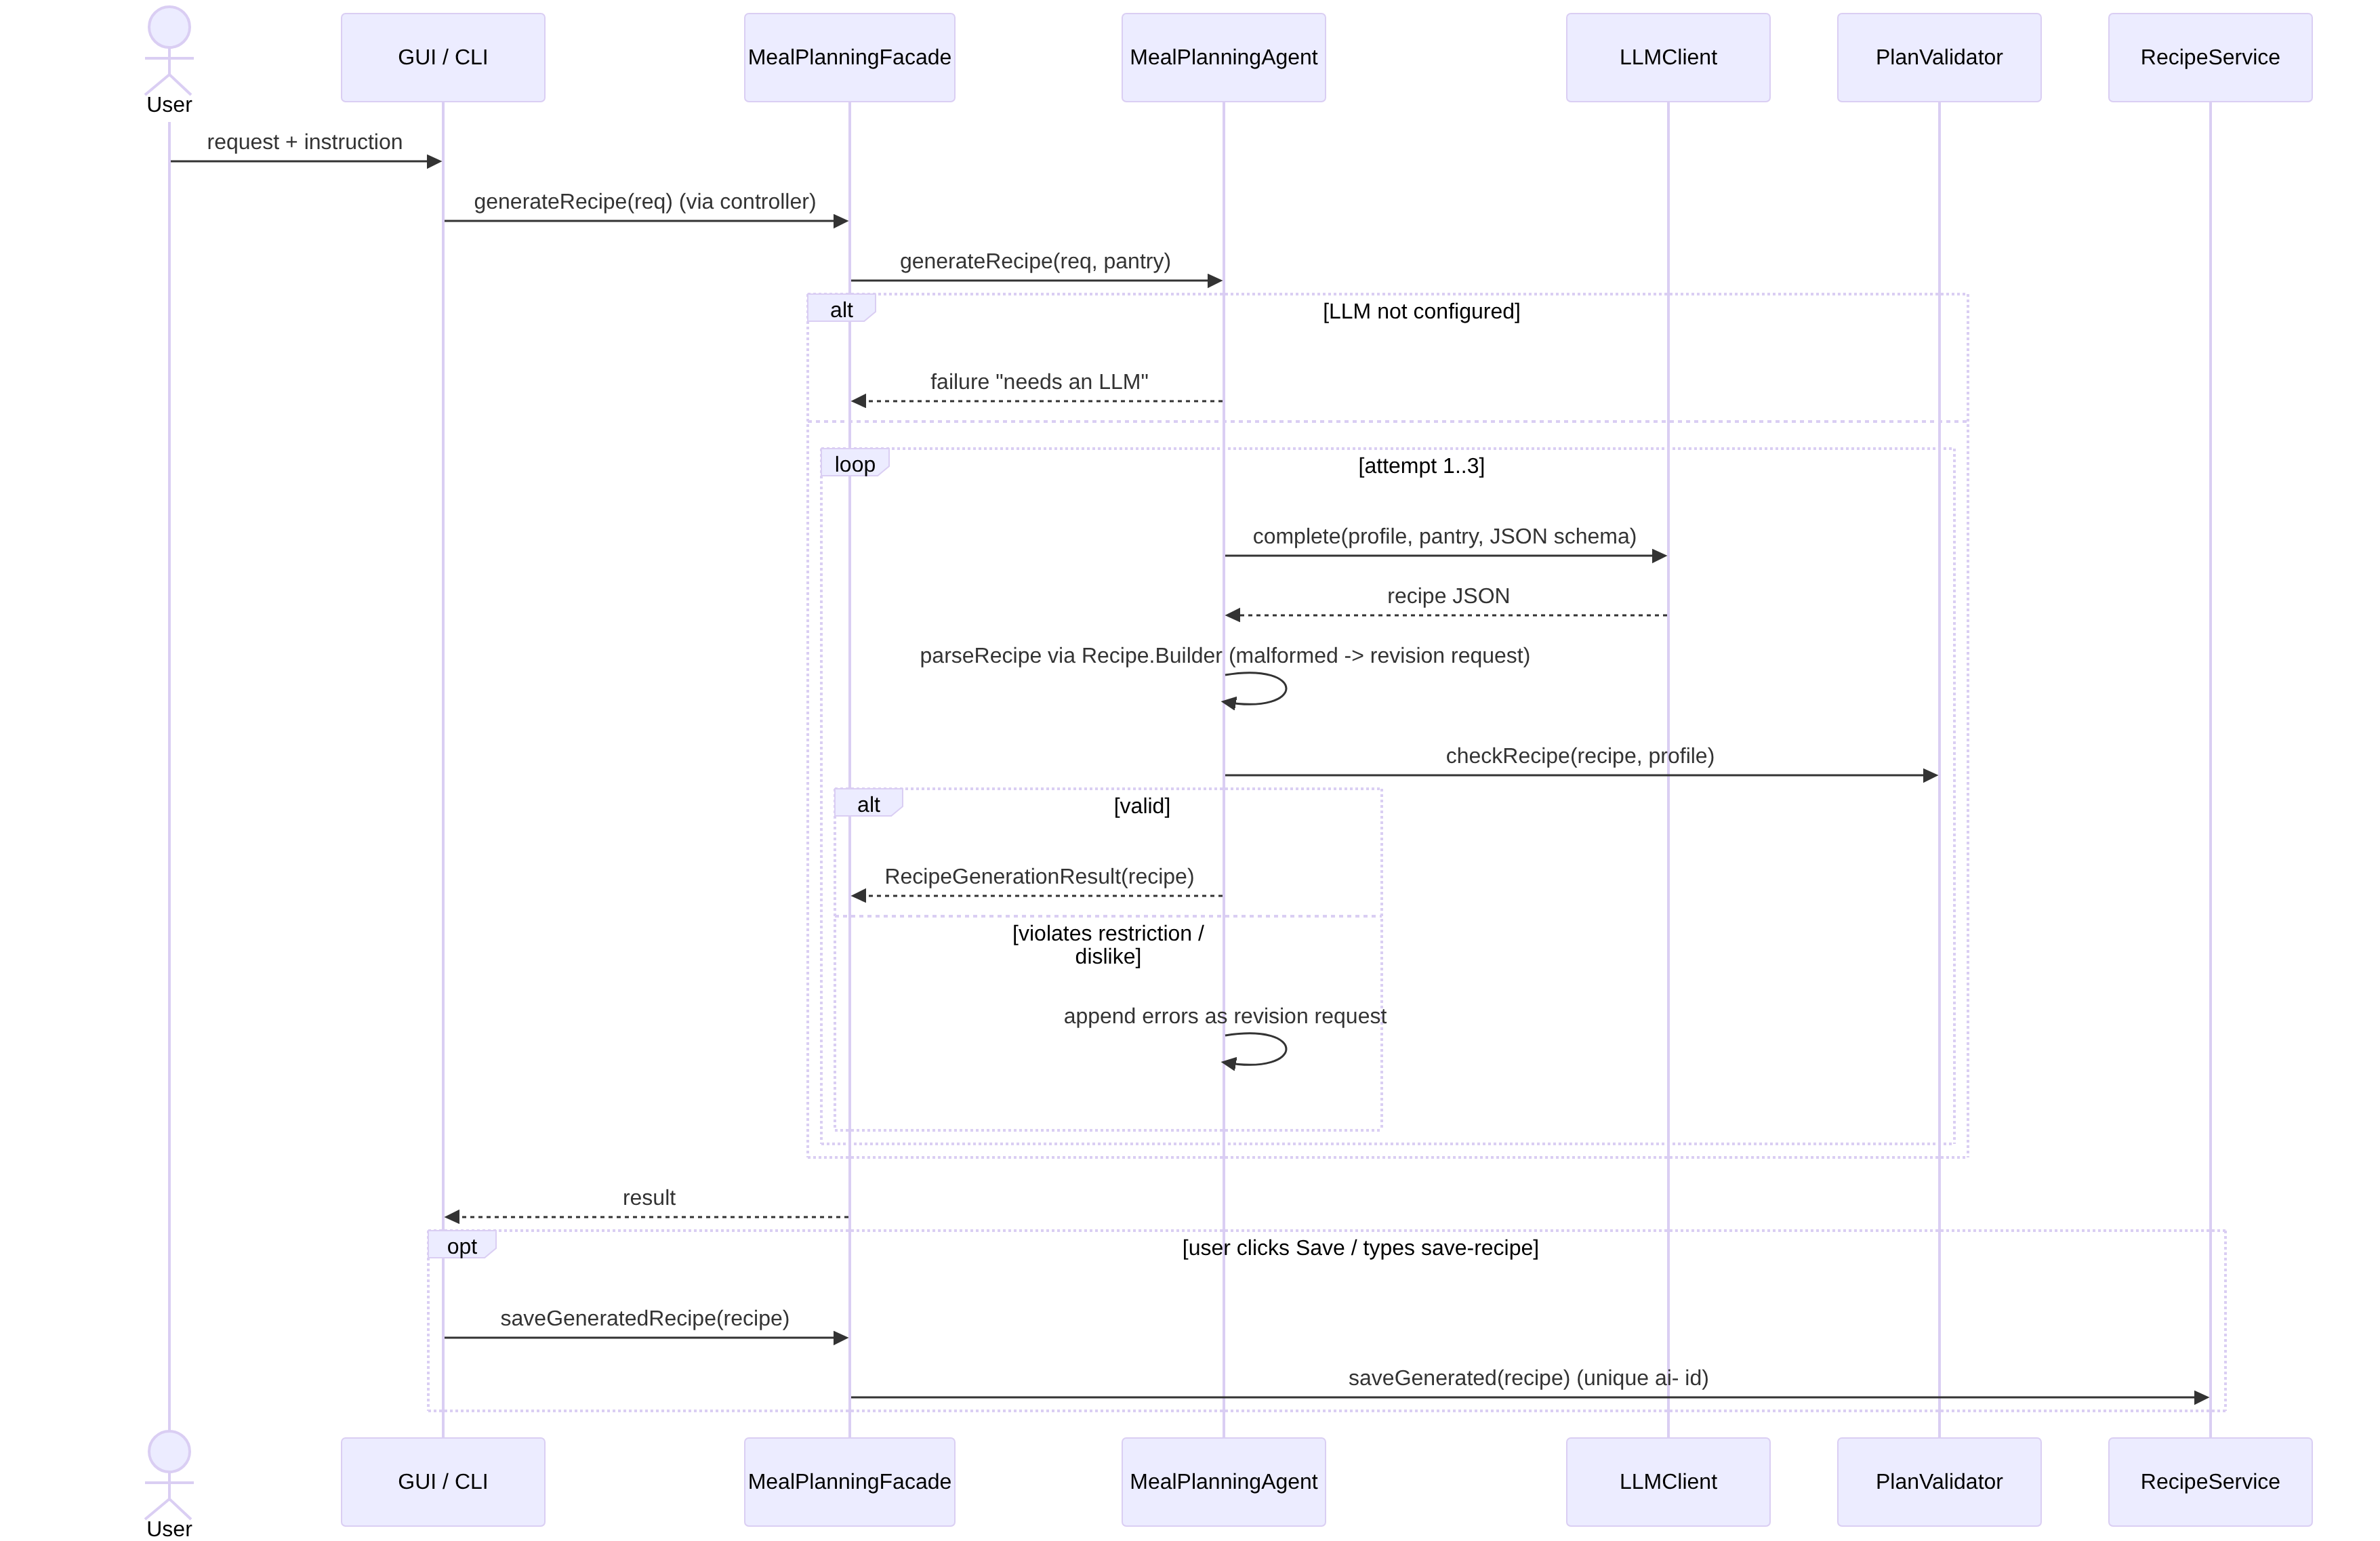 User
GUI / CLI
MealPlanningFacade
MealPlanningAgent
LLMClient
PlanValidator
RecipeService
request + instruction
generateRecipe(req) (via controller)
generateRecipe(req, pantry)
alt
[LLM not configured]
failure "needs an LLM"
loop
[attempt 1..3]
complete(profile, pantry, JSON schema)
recipe JSON
parseRecipe via Recipe.Builder (malformed -> revision request)
checkRecipe(recipe, profile)
alt
[valid]
RecipeGenerationResult(recipe)
[violates restriction /
dislike]
append errors as revision request
result
opt
[user clicks Save / types save-recipe]
saveGeneratedRecipe(recipe)
saveGenerated(recipe) (unique ai- id)
User
GUI / CLI
MealPlanningFacade
MealPlanningAgent
LLMClient
PlanValidator
RecipeService